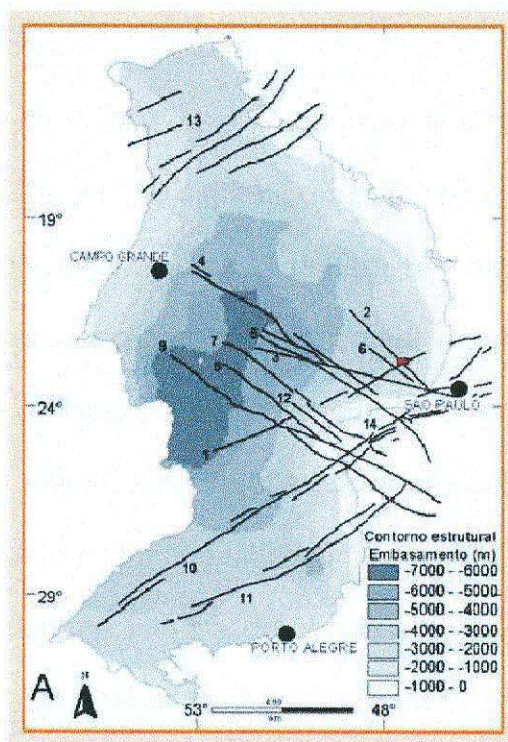 13
19°
CAMPO GRANDE
4
2
7
5
6
9
3
8
24°
SAO PAULO
12
14
1
Contorno estrutural
Embasamento (m)
-7000 - -6000
-6000 - -5000
-5000 - -4000
-4000 - -3000
-3000 - -2000
-2000 - -1000
-1000 - 0
10
11
29°
PORTO ALEGRE
A
53°
48°